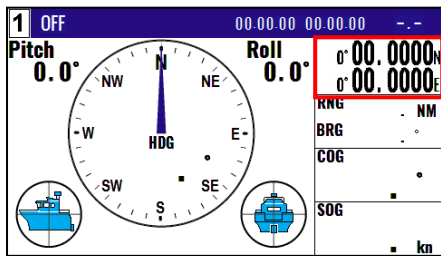 1 OFF 00.00.00 00.00.00 -.-
Pitch
0.0°
Roll
0.0°
N
NW
NE
W
E
HDG
SW
SE
S
0°00.0000N
0°00.0000E
RNG . NM
BRG . °
COG
°
.
SOG
. kn